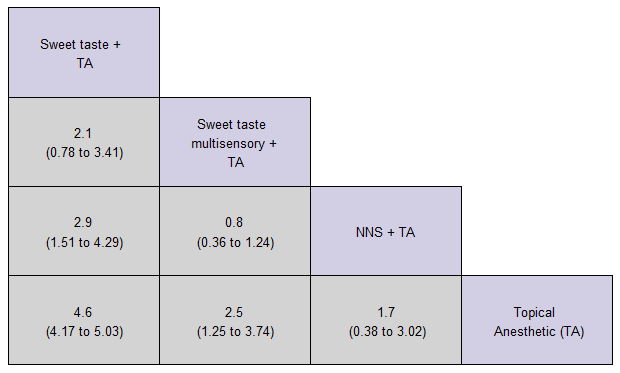 Sweet taste +
TA
2.1
(0.78 to 3.41)
Sweet taste
multisensory +
TA
2.9
(1.51 to 4.29)
0.8
(0.36 to 1.24)
NNS + TA
4.6
(4.17 to 5.03)
2.5
(1.25 to 3.74)
1.7
(0.38 to 3.02)
Topical
Anesthetic (TA)